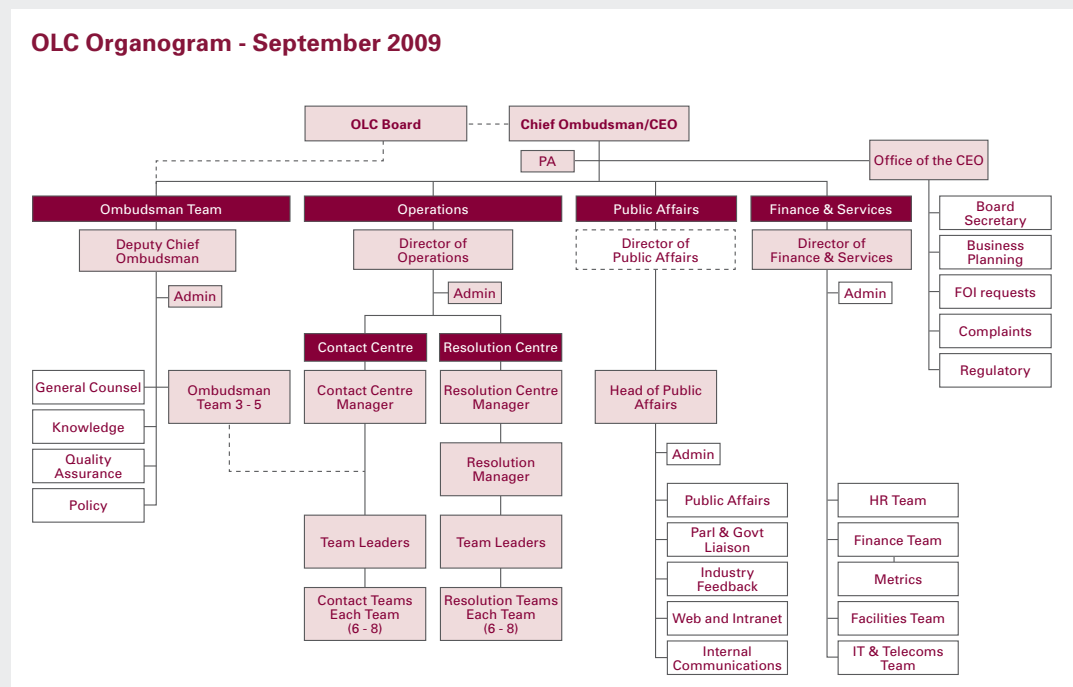 OLC Organogram - September 2009
OLC Board
Chief Ombudsman/CEO
PA
Office of the CEO
Board
Secretary
Business
Planning
FOI requests
Complaints
Regulatory
Ombudsman Team
Deputy Chief
Ombudsman
Admin
General Counsel
Knowledge
Quality
Assurance
Policy
Ombudsman
Team 3 - 5
Operations
Director of
Operations
Admin
Contact Centre
Contact Centre
Manager
Team Leaders
Contact Teams
Each Team
(6 - 8)
Resolution Centre
Resolution Centre
Manager
Resolution
Manager
Team Leaders
Resolution Teams
Each Team
(6 - 8)
Public Affairs
Director of
Public Affairs
Head of Public
Affairs
Admin
Public Affairs
Parl & Govt
Liaison
Industry
Feedback
Web and Intranet
Internal
Communications
Finance & Services
Director of
Finance & Services
Admin
HR Team
Finance Team
Metrics
Facilities Team
IT & Telecoms
Team